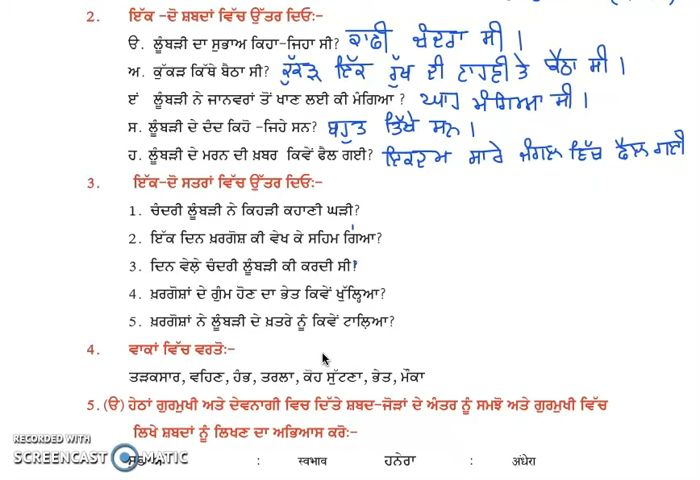 2. ਇੱਕ -ਦੋ ਸ਼ਬਦਾਂ ਵਿੱਚ ਉੱਤਰ ਦਿਓ:-
ੳ. ਲੂੰਬੜੀ ਦਾ ਸੁਭਾਅ ਕਿਹਾ-ਜਿਹਾ ਸੀ? ਕਾਫੀ ਚੰਦਰਾ ਸੀ ।
ਅ. ਕੁੱਕੜ ਕਿੱਥੇ ਬੈਠਾ ਸੀ? ਕੁੱਕੜ ਇੱਕ ਰੁੱਖ ਦੀ ਟਾਹਣੀ ਤੇ ਬੈਠਾ ਸੀ ।
ੲ ਲੂੰਬੜੀ ਨੇ ਜਾਨਵਰਾਂ ਤੋਂ ਖਾਣ ਲਈ ਕੀ ਮੰਗਿਆ ? ਘਾਹ ਮੰਗਿਆ ਸੀ ।
ਸ. ਲੂੰਬੜੀ ਦੇ ਦੰਦ ਕਿਹੋ -ਜਿਹੇ ਸਨ? ਬਹੁਤ ਤਿੱਖੇ ਸਨ ।
ਹ. ਲੂੰਬੜੀ ਦੇ ਮਰਨ ਦੀ ਖ਼ਬਰ ਕਿਵੇਂ ਫੈਲ ਗਈ? ਇਕਦਮ ਸਾਰੇ ਜੰਗਲ ਵਿੱਚ ਫੈਲ ਗਈ
3. ਇੱਕ-ਦੋ ਸਤਰਾਂ ਵਿੱਚ ਉੱਤਰ ਦਿਓ:-
1. ਚੰਦਰੀ ਲੂੰਬੜੀ ਨੇ ਕਿਹੜੀ ਕਹਾਣੀ ਘੜੀ?
2. ਇੱਕ ਦਿਨ ਖ਼ਰਗੋਸ਼ ਕੀ ਵੇਖ ਕੇ ਸਹਿਮ ਗਿਆ?
3. ਦਿਨ ਵੇਲ਼ੇ ਚੰਦਰੀ ਲੂੰਬੜੀ ਕੀ ਕਰਦੀ ਸੀ?
4. ਖ਼ਰਗੋਸ਼ਾਂ ਦੇ ਗੁੰਮ ਹੋਣ ਦਾ ਭੇਤ ਕਿਵੇਂ ਖੁੱਲ੍ਹਿਆ?
5. ਖ਼ਰਗੋਸ਼ਾਂ ਨੇ ਲੂੰਬੜੀ ਦੇ ਖ਼ਤਰੇ ਨੂੰ ਕਿਵੇਂ ਟਾਲ਼ਿਆ?
4. ਵਾਕਾਂ ਵਿੱਚ ਵਰਤੋ:-
ਤੜਕਸਾਰ, ਵਹਿਣ, ਹੰਭ, ਤਰਲਾ, ਕੋਹ ਸੁੱਟਣਾ, ਭੇਤ, ਮੌਕਾ
5. (ੳ) ਹੇਠਾਂ ਗੁਰਮੁਖੀ ਅਤੇ ਦੇਵਨਾਗੀ ਵਿਚ ਦਿੱਤੇ ਸ਼ਬਦ-ਜੋੜਾਂ ਦੇ ਅੰਤਰ ਨੂੰ ਸਮਝੋ ਅਤੇ ਗੁਰਮੁਖੀ ਵਿੱਚ
ਲਿਖੇ ਸ਼ਬਦਾਂ ਨੂੰ ਲਿਖਣ ਦਾ ਅਭਿਆਸ ਕਰੋ:-
: स्वभाव ਹਨੇਰਾ : अंधेरा
RECORDED WITH
SCREENCAST MATIC